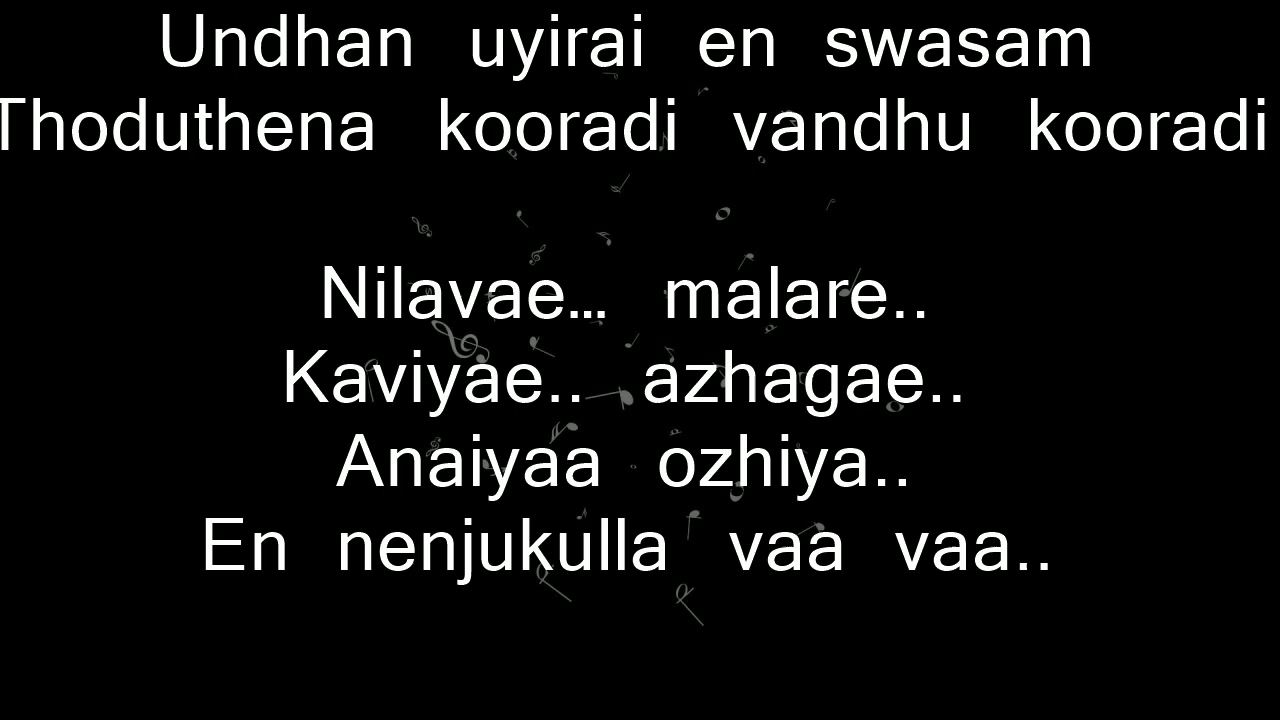 Undhan uyirai en swasam
Thoduthena kooradi vandhu kooradi
Nilavae... malare..
Kaviyae.. azhagae..
Anaiyaa ozhiya..
En nenjukulla vaa vaa..